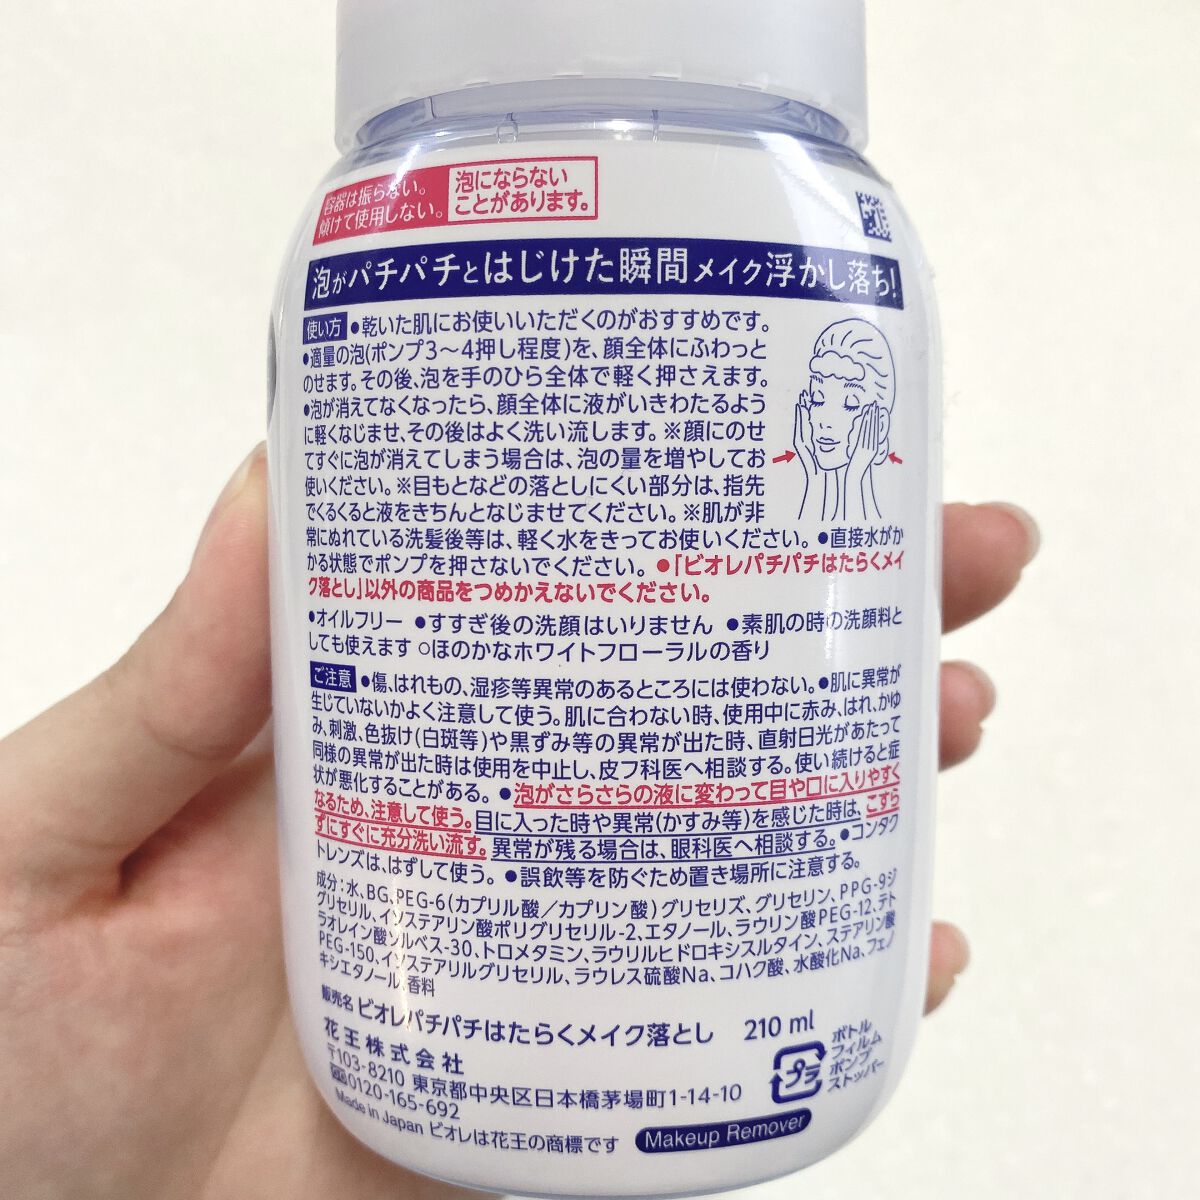 容器は振らない。
傾けて使用しない。
泡にならない
ことがあります。
泡がパチパチとはじけた瞬間メイク浮かし落ち!
使い方 ●乾いた肌にお使いいただくのがおすすめです。
●適量の泡(ポンプ3〜4押し程度)を、顔全体にふわっと
のせます。その後、泡を手のひら全体で軽く押さえます。
●泡が消えてなくなったら、顔全体に液がいきわたるよう
に軽くなじませ、その後はよく洗い流します。※顔にのせ
てすぐに泡が消えてしまう場合は、泡の量を増やしてお
使いください。※目もとなどの落としにくい部分は、指先
でくるくると液をきちんとなじませてください。※肌が非
常にぬれている洗髪後等は、軽く水をきってお使いください。●直接水がか
かる状態でポンプを押さないでください。●「ビオレパチパチはたらくメイ
ク落とし」以外の商品をつめかえないでください。
●オイルフリー ●すすぎ後の洗顔はいりません ●素肌の時の洗顔料と
しても使えます ○ほのかなホワイトフローラルの香り
ご注意 ●傷、はれもの、湿疹等異常のあるところには使わない。●肌に異常が
生じていないかよく注意して使う。肌に合わない時、使用中に赤み、はれ、かゆ
み、刺激、色抜け(白斑等)や黒ずみ等の異常が出た時、直射日光があたって
同様の異常が出た時は使用を中止し、皮フ科医へ相談する。使い続けると症
状が悪化することがある。●泡がさらさらの液に変わって目や口に入りやすく
なるため、注意して使う。目に入った時や異常(かすみ等)を感じた時は、こすら
ずにすぐに充分洗い流す。異常が残る場合は、眼科医へ相談する。●コンタク
トレンズは、はずして使う。●誤飲等を防ぐため置き場所に注意する。
成分:水、BG、PEG-6(カプリル酸/カプリン酸)グリセリズ、グリセリン、PPG-9ジ
グリセリル、イソステアリン酸ポリグリセリル-2、エタノール、ラウリン酸PEG-12、テト
ラオレイン酸ソルベス-30、トロメタミン、ラウリルヒドロキシスルタイン、ステアリン酸
PEG-150、イソステアリルグリセリル、ラウレス硫酸Na、コハク酸、水酸化Na、フェノ
キシエタノール、香料
販売名 ビオレパチパチはたらくメイク落とし 210 ml
花王株式会社
〒103-8210 東京都中央区日本橋茅場町1-14-10
0120-165-692
Made in Japan ビオレは花王の商標です
Makeup Remover
プラ
ボトル
フィルム
ポンプ
ストッパー